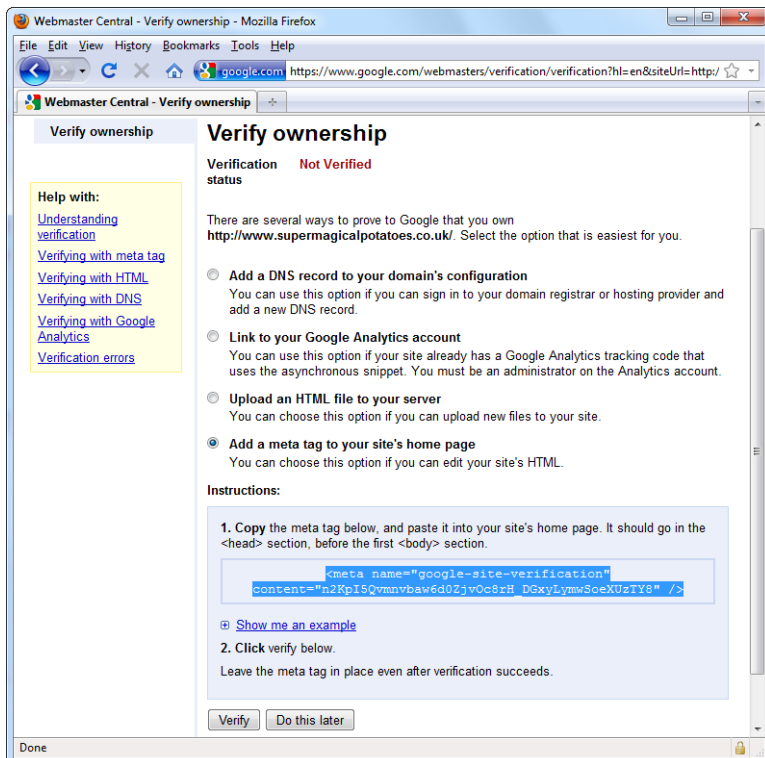 Webmaster Central - Verify ownership - Mozilla Firefox
File Edit View History Bookmarks Tools Help
google.com https://www.google.com/webmasters/verification/verification?hl=en&siteUrl=http:/
Webmaster Central - Verify ownership
Verify ownership
Help with:
Understanding
verification
Verifying with meta tag
Verifying with HTML
Verifying with DNS
Verifying with Google
Analytics
Verification errors
Verify ownership
Verification Not Verified
status
There are several ways to prove to Google that you own
http://www.supermagicalpotatoes.co.uk/. Select the option that is easiest for you.
Add a DNS record to your domain's configuration
You can use this option if you can sign in to your domain registrar or hosting provider and
add a new DNS record.
Link to your Google Analytics account
You can use this option if your site already has a Google Analytics tracking code that
uses the asynchronous snippet. You must be an administrator on the Analytics account.
Upload an HTML file to your server
You can choose this option if you can upload new files to your site.
Add a meta tag to your site's home page
You can choose this option if you can edit your site's HTML.
Instructions:
1. Copy the meta tag below, and paste it into your site's home page. It should go in the
<head> section, before the first <body> section.
<meta name="google-site-verification"
content="n2KpI5Qvmnvbaw6d0ZjvOc8rH_DGxyLymwSoeXUzTY8" />
Show me an example
2. Click verify below.
Leave the meta tag in place even after verification succeeds.
Verify Do this later
Done